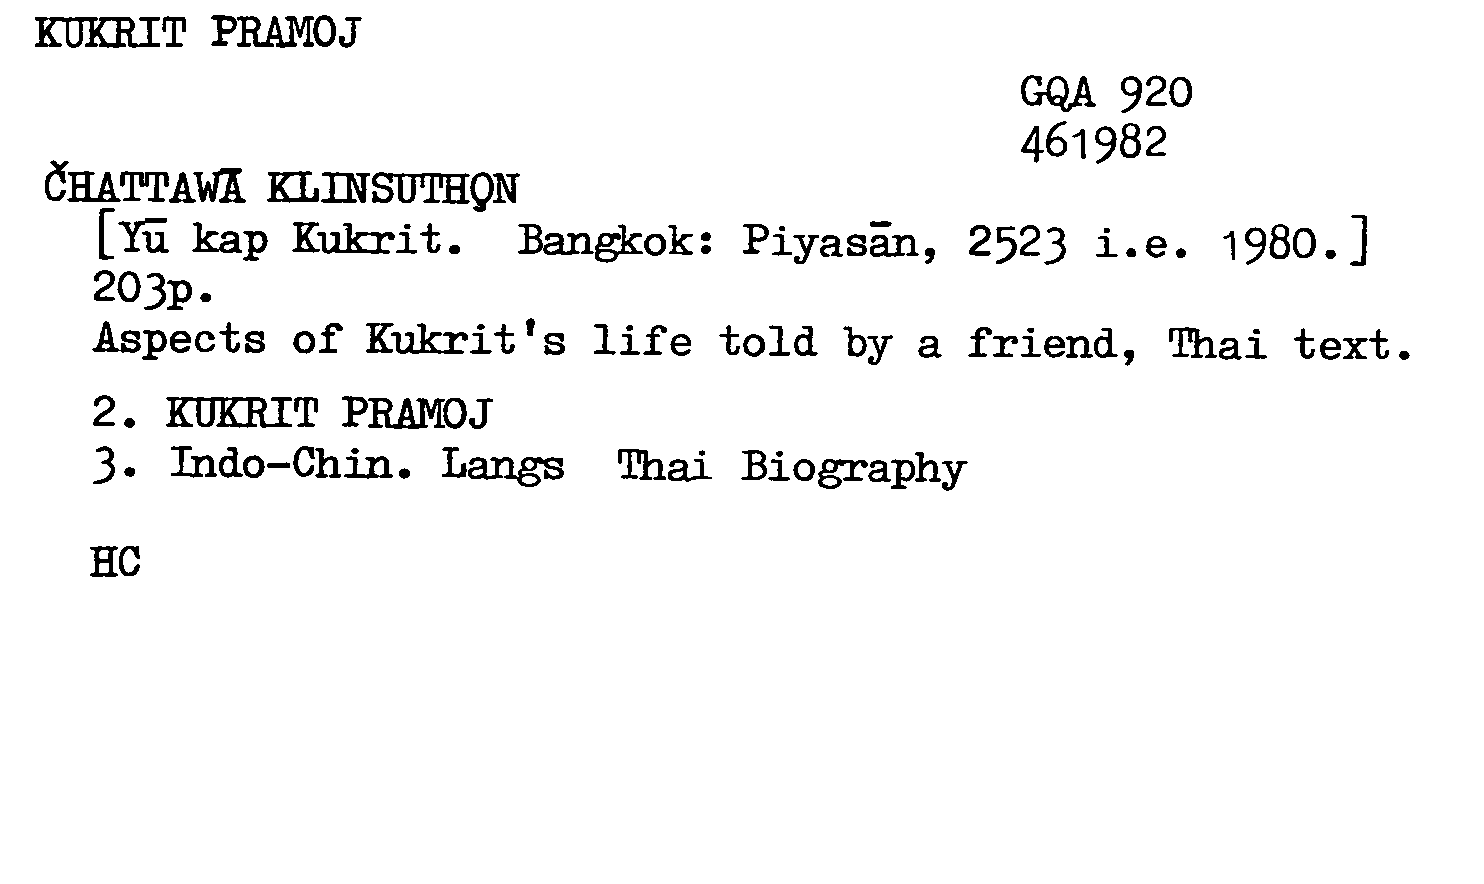 KUKRIT PRAMOJ
GQA 920
461982
ČHATTAWĀ KLINSUTHǪN
[Yū kap Kukrit. Bangkok: Piyasān, 2523 i.e. 1980.]
203p.
Aspects of Kukrit's life told by a friend, Thai text.
2. KUKRIT PRAMOJ
3. Indo-Chin. Langs Thai Biography
HC